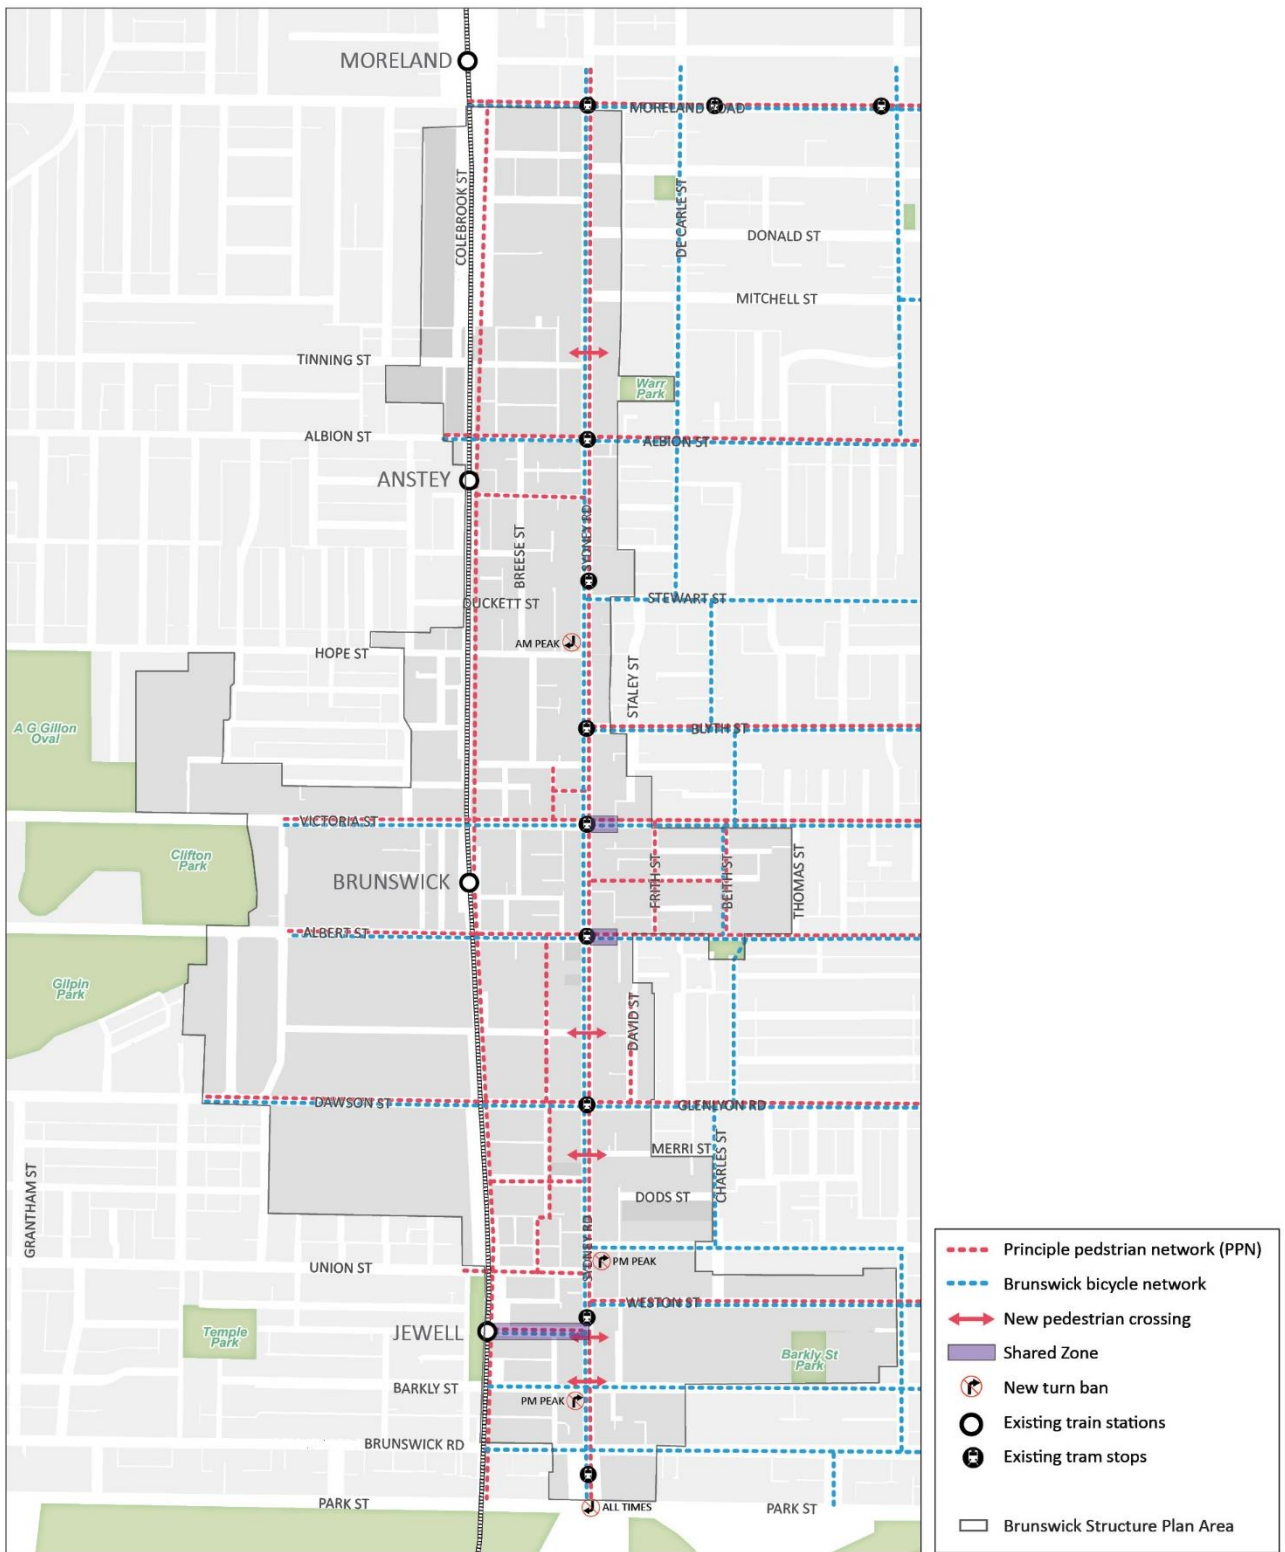 MORELAND
MORELAND ROAD
COLEBROOK ST
DE CARLE ST
DONALD ST
MITCHELL ST
TINNING ST
Warr
Park
ALBION ST
ALBION ST
ANSTEY
SYDNEY RD
BREESE ST
DUCKETT ST
STEWART ST
AM PEAK
HOPE ST
STALEY ST
A G Gillon
Oval
BLYTH ST
VICTORIA ST
Clifton
Park
BRUNSWICK
FRITH ST
BEITH ST
THOMAS ST
ALBERT ST
Gilpin
Park
DAVID ST
DAWSON ST
GLENLYON RD
MERRI ST
CHARLES ST
GRANTHAM ST
DODS ST
SYDNEY RD
UNION ST
PM PEAK
WESTON ST
Temple
Park
JEWELL
Barkly St
Park
BARKLY ST
PM PEAK
BRUNSWICK RD
PARK ST
ALL TIMES
PARK ST
Principle pedstrian network (PPN)
Brunswick bicycle network
New pedestrian crossing
Shared Zone
New turn ban
Existing train stations
Existing tram stops
Brunswick Structure Plan Area